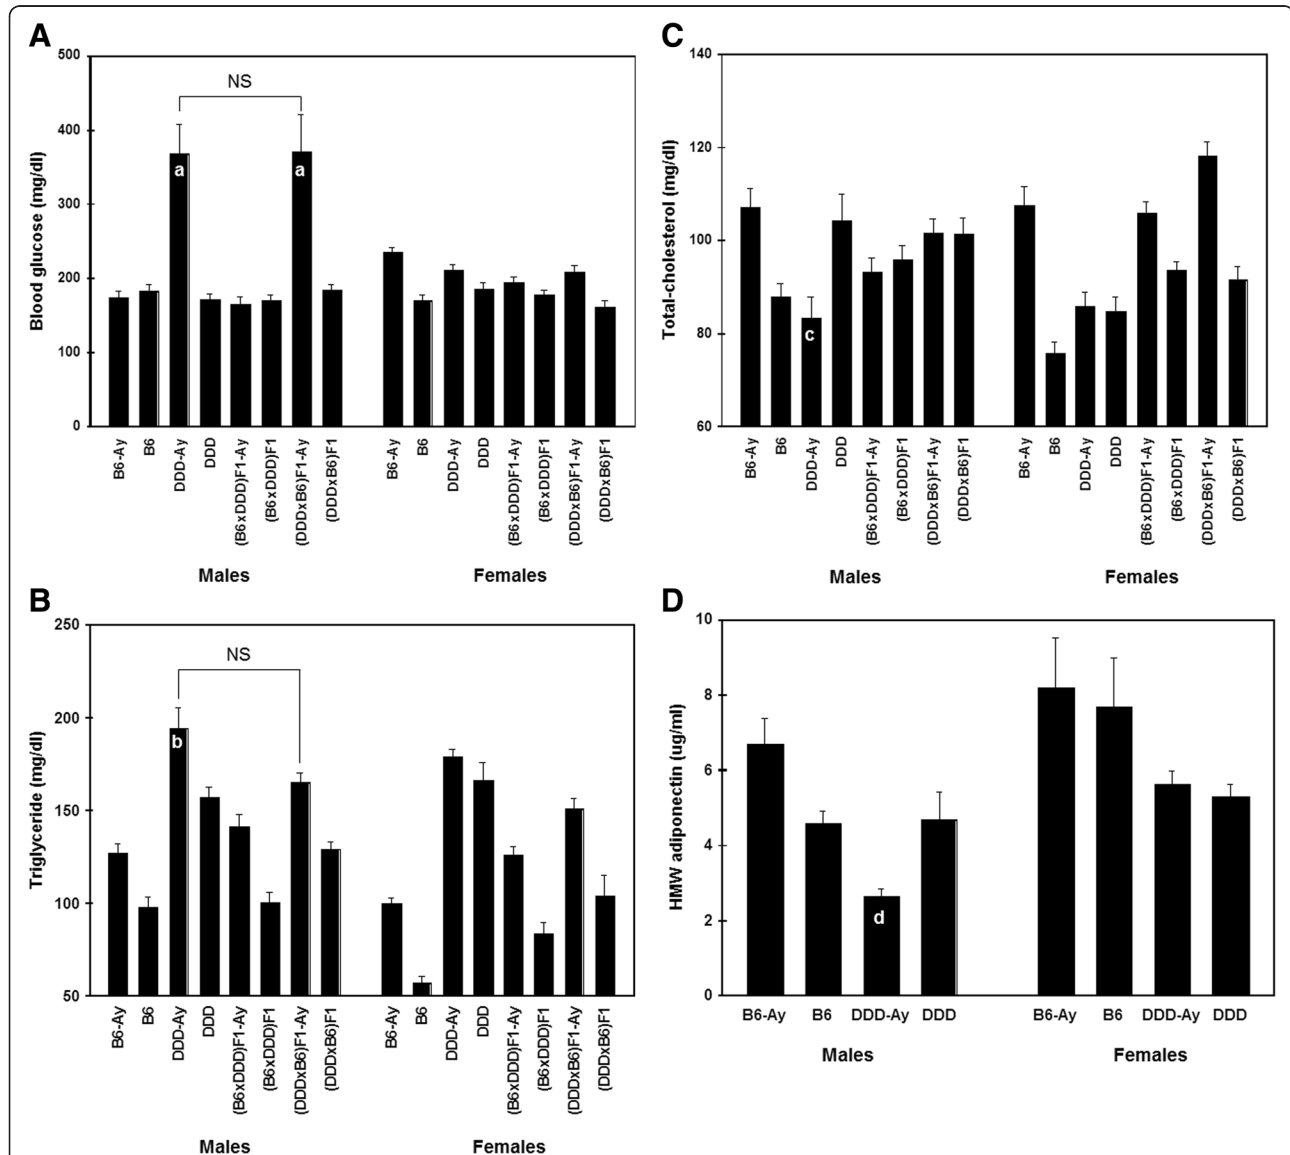 A
Blood glucose (mg/dl)
500
400
300
200
100
0
NS
a
a
B6-Ay
B6
DDD-Ay
DDD
(B6xDDD)F1-Ay
(B6xDDD)F1
(DDDxB6)F1-Ay
(DDDxB6)F1
B6-Ay
B6
DDD-Ay
DDD
(B6xDDD)F1-Ay
(B6xDDD)F1
(DDDxB6)F1-Ay
(DDDxB6)F1
Males
Females
B
Triglyceride (mg/dl)
250
200
150
100
50
NS
b
B6-Ay
B6
DDD-Ay
DDD
(B6xDDD)F1-Ay
(B6xDDD)F1
(DDDxB6)F1-Ay
(DDDxB6)F1
B6-Ay
B6
DDD-Ay
DDD
(B6xDDD)F1-Ay
(B6xDDD)F1
(DDDxB6)F1-Ay
(DDDxB6)F1
Males
Females
C
Total-cholesterol (mg/dl)
140
120
100
80
60
c
B6-Ay
B6
DDD-Ay
DDD
(B6xDDD)F1-Ay
(B6xDDD)F1
(DDDxB6)F1-Ay
(DDDxB6)F1
B6-Ay
B6
DDD-Ay
DDD
(B6xDDD)F1-Ay
(B6xDDD)F1
(DDDxB6)F1-Ay
(DDDxB6)F1
Males
Females
D
HMW adiponectin (ug/ml)
10
8
6
4
2
0
d
B6-Ay B6 DDD-Ay DDD B6-Ay B6 DDD-Ay DDD
Males
Females